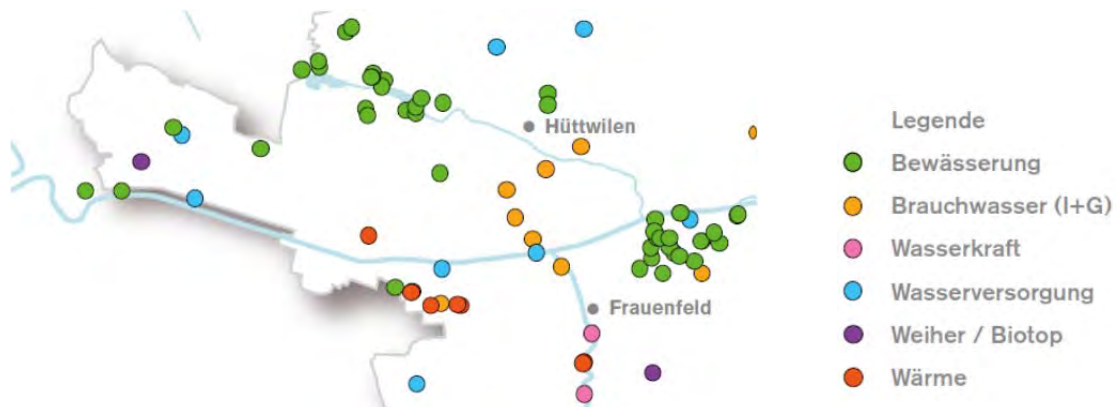 Hüttwilen
Frauenfeld
Legende
Bewässerung
Brauchwasser (I+G)
Wasserkraft
Wasserversorgung
Weiher / Biotop
Wärme